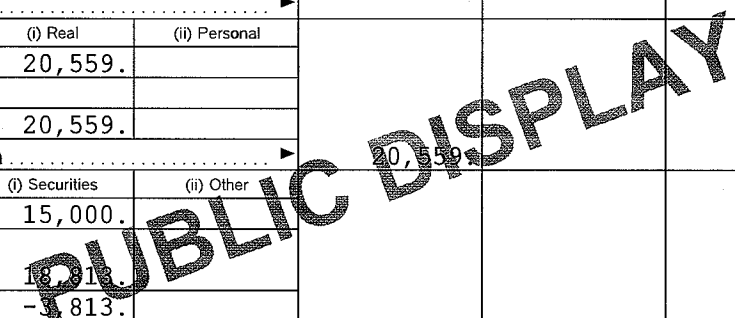 (i) Real (ii) Personal
20,559.
20,559.
20,559.
(i) Securities (ii) Other
15,000.
18,813.
-3,813.
PUBLIC DISPLAY